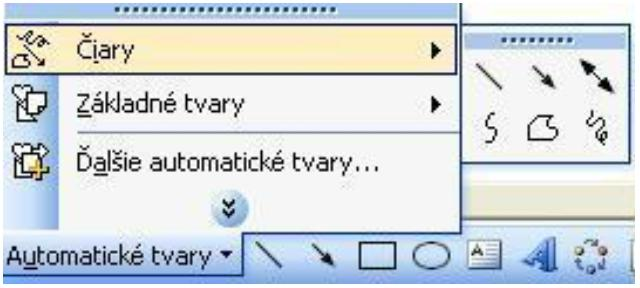 Čiary
Základné tvary
Ďalšie automatické tvary...
Automatické tvary